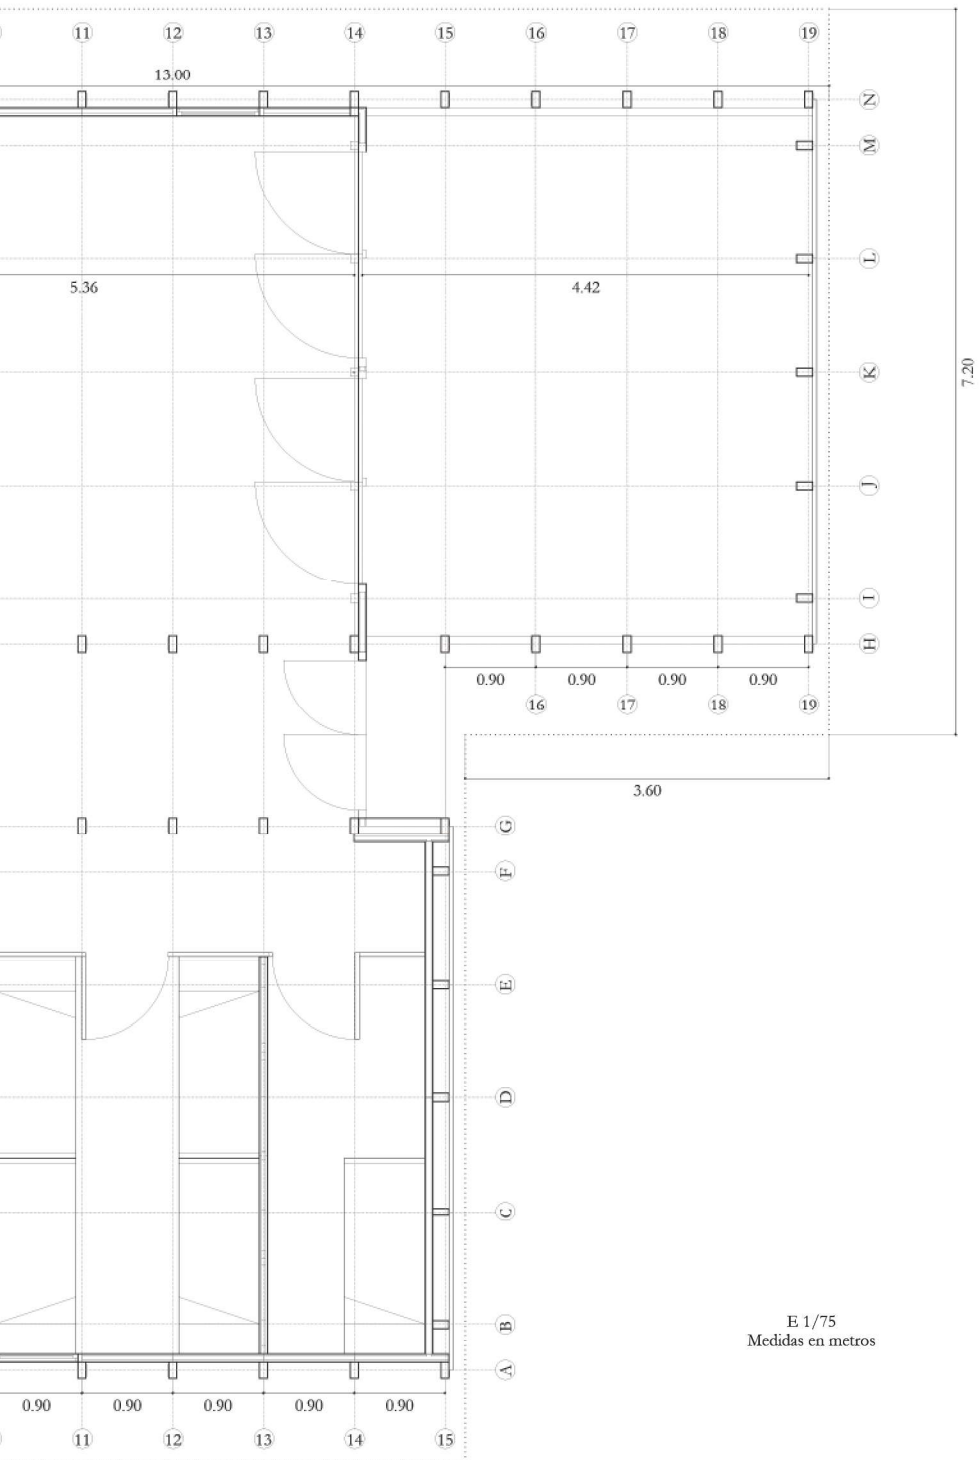 11 12 13 14 15 16 17 18 19
13.00
N
M
L
5.36 4.42
K
7.20
J
I
H
0.90 0.90 0.90 0.90
16 17 18 19
3.60
G
F
E
D
C
E 1/75
B
Medidas en metros
A
0.90 0.90 0.90 0.90 0.90
11 12 13 14 15